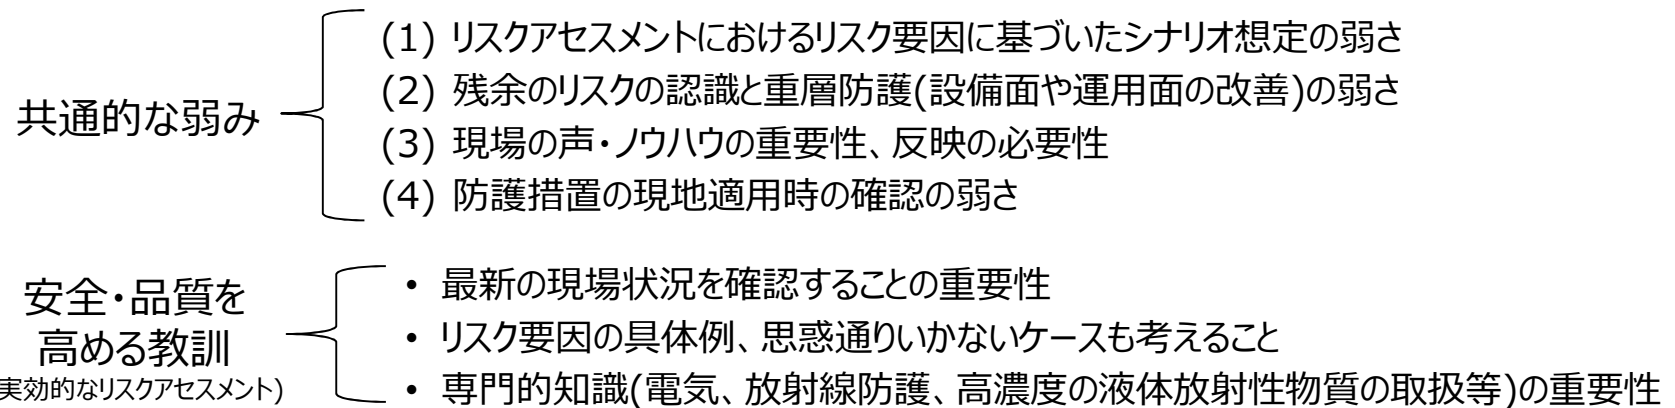 共通的な弱み
(1) リスクアセスメントにおけるリスク要因に基づいたシナリオ想定の弱さ
(2) 残余のリスクの認識と重層防護(設備面や運用面の改善)の弱さ
(3) 現場の声・ノウハウの重要性、反映の必要性
(4) 防護措置の現地適用時の確認の弱さ
安全・品質を
高める教訓
実効的なリスクアセスメント)
• 最新の現場状況を確認することの重要性
• リスク要因の具体例、思惑通りいかないケースも考えること
• 専門的知識(電気、放射線防護、高濃度の液体放射性物質の取扱等)の重要性